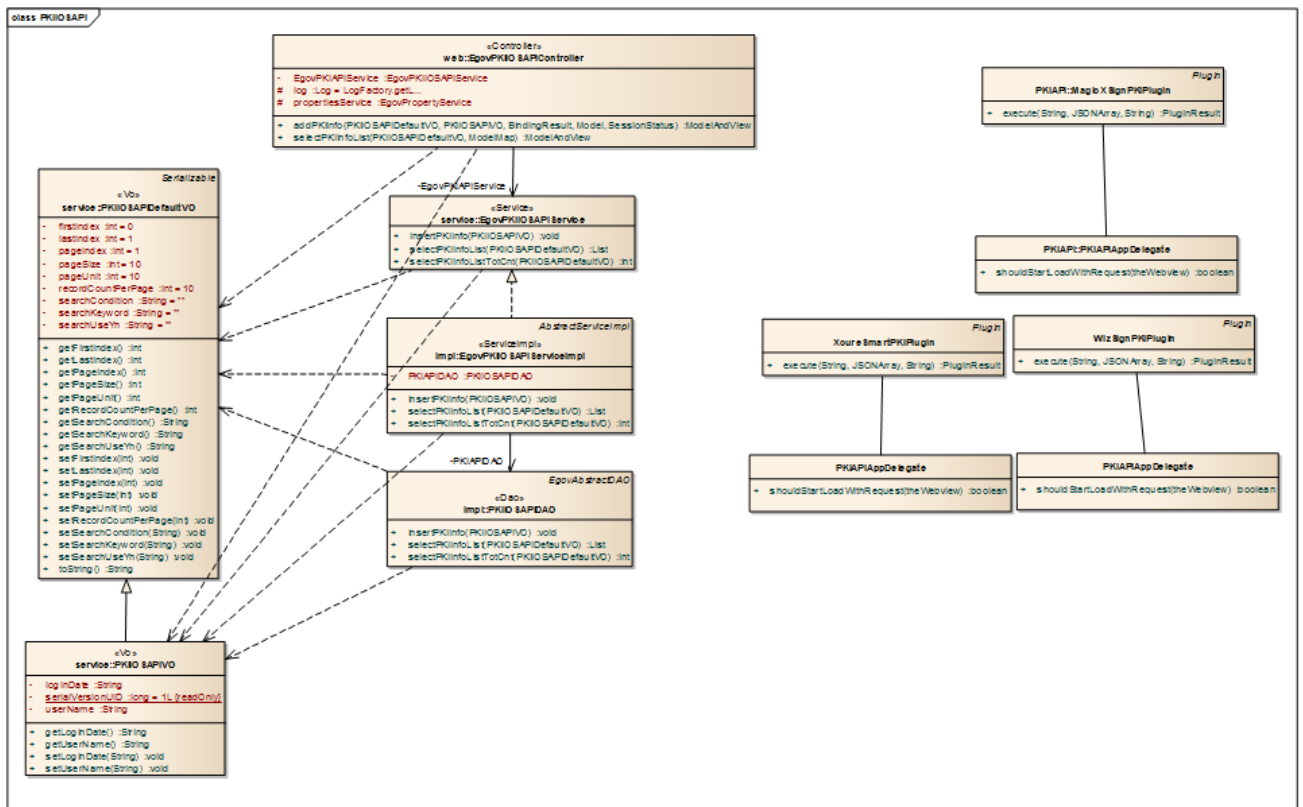 class PKIIOSAPI
«Controller»
web::EgovPKIIOSAPIController
- EgovPKIAPIService :EgovPKIIOSAPIService
# log :Log = LogFactory.getL...
# propertiesService :EgovPropertyService
+ addPKIInfo(PKIIOSAPIDefaultVO, PKIIOSAPIVO, BindingResult, Model, SessionStatus) :ModelAndView
+ selectPKIInfoList(PKIIOSAPIDefaultVO, ModelMap) :ModelAndView
-EgovPKIAPIService
Serializable
«Vo»
service::PKIIOSAPIDefaultVO
- firstIndex :int = 0
- lastIndex :int = 1
- pageIndex :int = 1
- pageSize :int = 10
- pageUnit :int = 10
- recordCountPerPage :int = 10
- searchCondition :String = ""
- searchKeyword :String = ""
- searchUseYn :String = ""
+ getFirstIndex() :int
+ getLastIndex() :int
+ getPageIndex() :int
+ getPageSize() :int
+ getPageUnit() :int
+ getRecordCountPerPage() :int
+ getSearchCondition() :String
+ getSearchKeyword() :String
+ getSearchUseYn() :String
+ setFirstIndex(int) :void
+ setLastIndex(int) :void
+ setPageIndex(int) :void
+ setPageSize(int) :void
+ setPageUnit(int) :void
+ setRecordCountPerPage(int) :void
+ setSearchCondition(String) :void
+ setSearchKeyword(String) :void
+ setSearchUseYn(String) :void
+ toString() :String
«Service»
service::EgovPKIIOSAPIService
+ insertPKIInfo(PKIIOSAPIVO) :void
+ selectPKIInfoList(PKIIOSAPIDefaultVO) :List
+ selectPKIInfoListTotCnt(PKIIOSAPIDefaultVO) :int
AbstractServiceImpl
«ServiceImpl»
impl::EgovPKIIOSAPIServiceImpl
- PKIAPIDAO :PKIIOSAPIDAO
+ insertPKIInfo(PKIIOSAPIVO) :void
+ selectPKIInfoList(PKIIOSAPIDefaultVO) :List
+ selectPKIInfoListTotCnt(PKIIOSAPIDefaultVO) :int
-PKIAPIDAO
EgovAbstractDAO
«Dao»
impl::PKIIOSAPIDAO
+ insertPKIInfo(PKIIOSAPIVO) :void
+ selectPKIInfoList(PKIIOSAPIDefaultVO) :List
+ selectPKIInfoListTotCnt(PKIIOSAPIDefaultVO) :int
«Vo»
service::PKIIOSAPIVO
- loginDate :String
- serialVersionUID :long = 1L {readOnly}
- userName :String
+ getLoginDate() :String
+ getUserName() :String
+ setLoginDate(String) :void
+ setUserName(String) :void
Plugin
PKIAPI::MagicXSignPKIPlugin
+ execute(String, JSONArray, String) :PluginResult
PKIAPI::PKIAPIAppDelegate
+ shouldStartLoadWithRequest(theWebview) :boolean
Plugin
XcureSmartPKIPlugin
+ execute(String, JSONArray, String) :PluginResult
PKIAPIAppDelegate
+ shouldStartLoadWithRequest(theWebview) :boolean
Plugin
WizSignPKIPlugin
+ execute(String, JSONArray, String) :PluginResult
PKIAPIAppDelegate
+ shouldStartLoadWithRequest(theWebview) :boolean